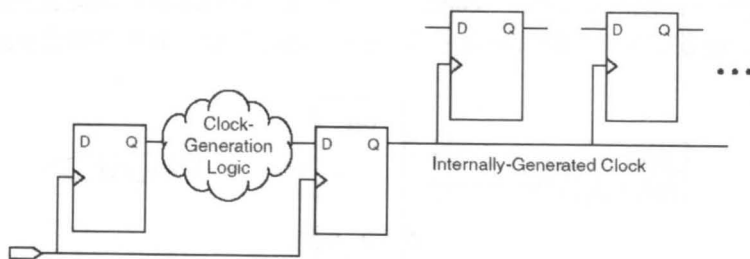 D Q
D Q
Clock-
Generation
Logic
D Q
D Q
Internally-Generated Clock